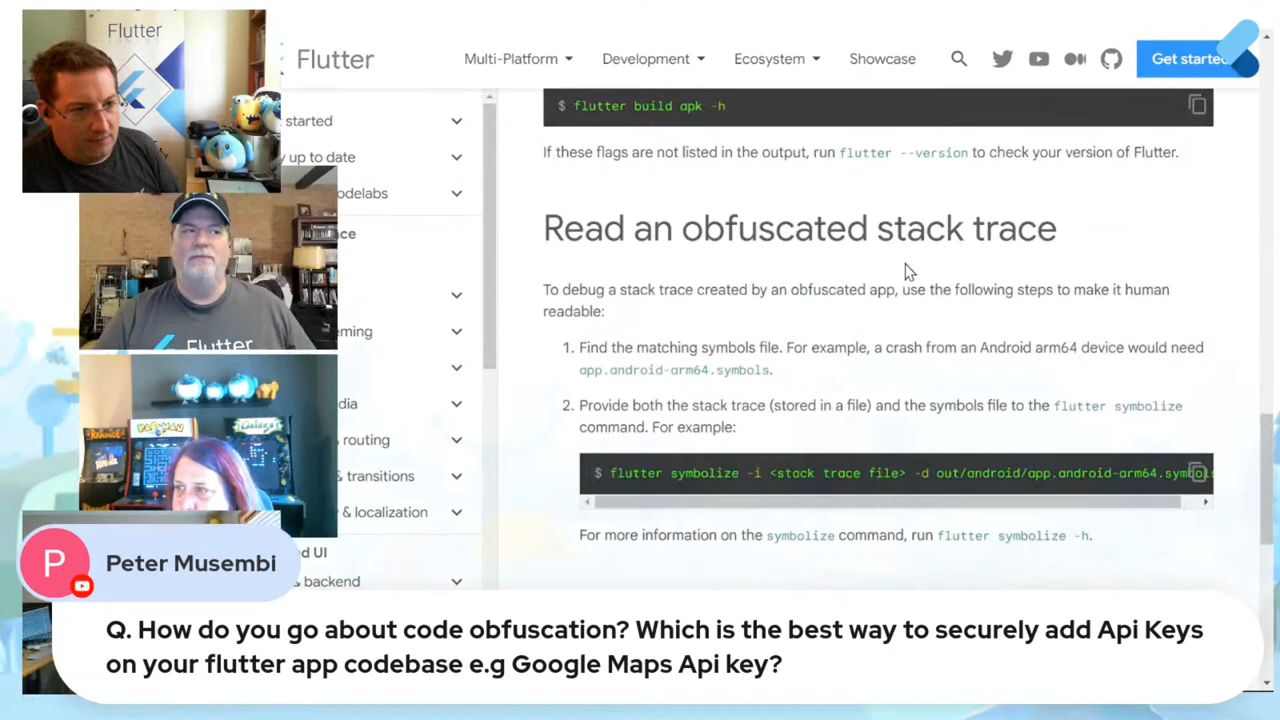 Flutter
Flutter
Multi-Platform
Development
Ecosystem
Showcase
Get starte
started
y up to date
odelabs
ce
eming
dia
& routing
& transitions
& localization
nd UI
& backend
$ flutter build apk -h
If these flags are not listed in the output, run flutter --version to check your version of Flutter.
Read an obfuscated stack trace
To debug a stack trace created by an obfuscated app, use the following steps to make it human
readable:
1. Find the matching symbols file. For example, a crash from an Android arm64 device would need
app.android-arm64.symbols.
2. Provide both the stack trace (stored in a file) and the symbols file to the flutter symbolize
command. For example:
$ flutter symbolize -i <stack trace file> -d out/android/app.android-arm64.symbols
For more information on the symbolize command, run flutter symbolize -h.
Flutter
PAC-MAN
Galaga
P
Peter Musembi
Q. How do you go about code obfuscation? Which is the best way to securely add Api Keys
on your flutter app codebase e.g Google Maps Api key?